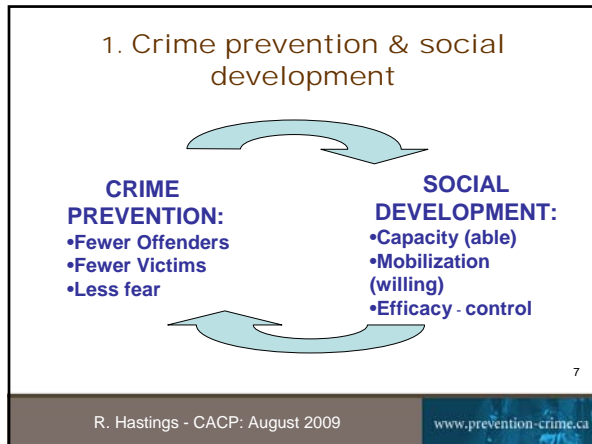 1. Crime prevention & social
development
CRIME
PREVENTION:
•Fewer Offenders
•Fewer Victims
•Less fear
SOCIAL
DEVELOPMENT:
•Capacity (able)
•Mobilization
(willing)
•Efficacy - control
7
R. Hastings - CACP: August 2009
www.prevention-crime.ca